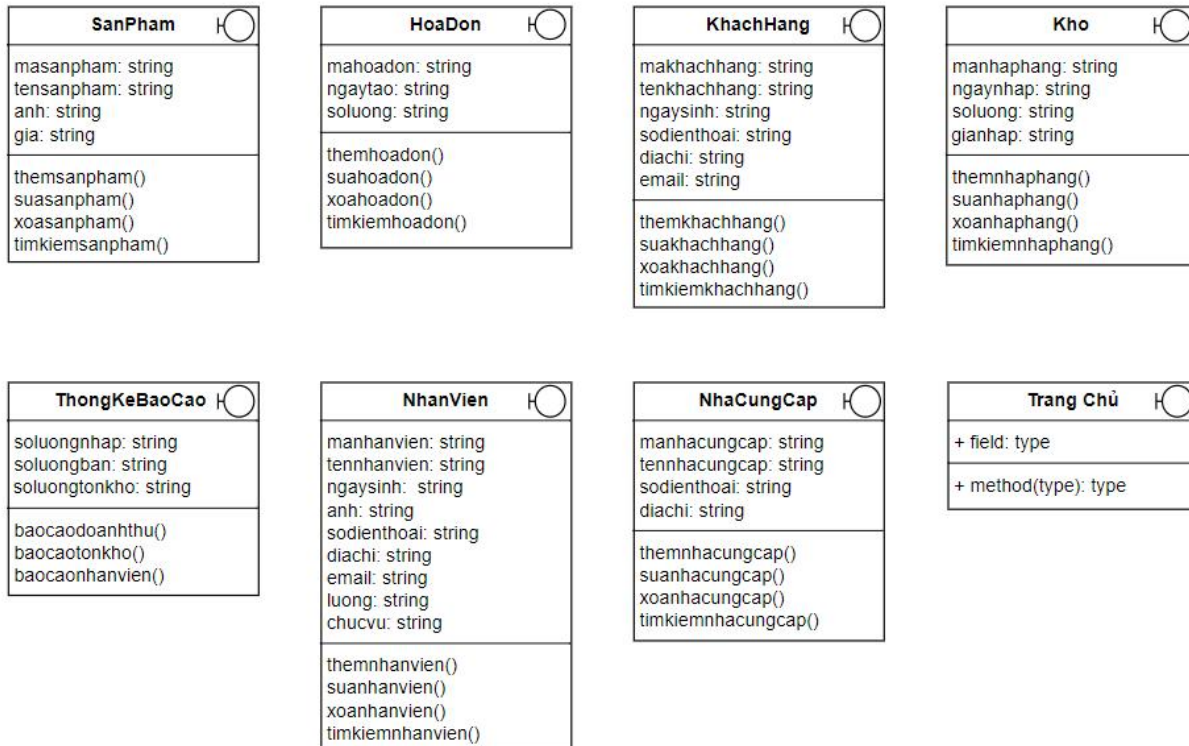 SanPham
masanpham: string
tensanpham: string
anh: string
gia: string
themsanpham()
suasanpham()
xoasanpham()
timkiemsanpham()
HoaDon
mahoadon: string
ngaytao: string
soluong: string
themhoadon()
suahoadon()
xoahoadon()
timkiemhoadon()
KhachHang
makhachhang: string
tenkhachhang: string
ngaysinh: string
sodienthoai: string
diachi: string
email: string
themkhachhang()
suakhachhang()
xoakhachhang()
timkiemkhachhang()
Kho
manhaphang: string
ngaynhap: string
soluong: string
gianhap: string
themnhaphang()
suanhaphang()
xoanhaphang()
timkiemnhaphang()
ThongKeBaoCao
soluongnhap: string
soluongban: string
soluongtonkho: string
baocaodoanhthu()
baocaotonkho()
baocaonhanvien()
NhanVien
manhanvien: string
tennhanvien: string
ngaysinh:  string
anh: string
sodienthoai: string
diachi: string
email: string
luong: string
chucvu: string
themnhanvien()
suanhanvien()
xoanhanvien()
timkiemnhanvien()
NhaCungCap
manhacungcap: string
tennhacungcap: string
sodienthoai: string
diachi: string
themnhacungcap()
suanhacungcap()
xoanhacungcap()
timkiemnhacungcap()
Trang Chủ
+ field: type
+ method(type): type